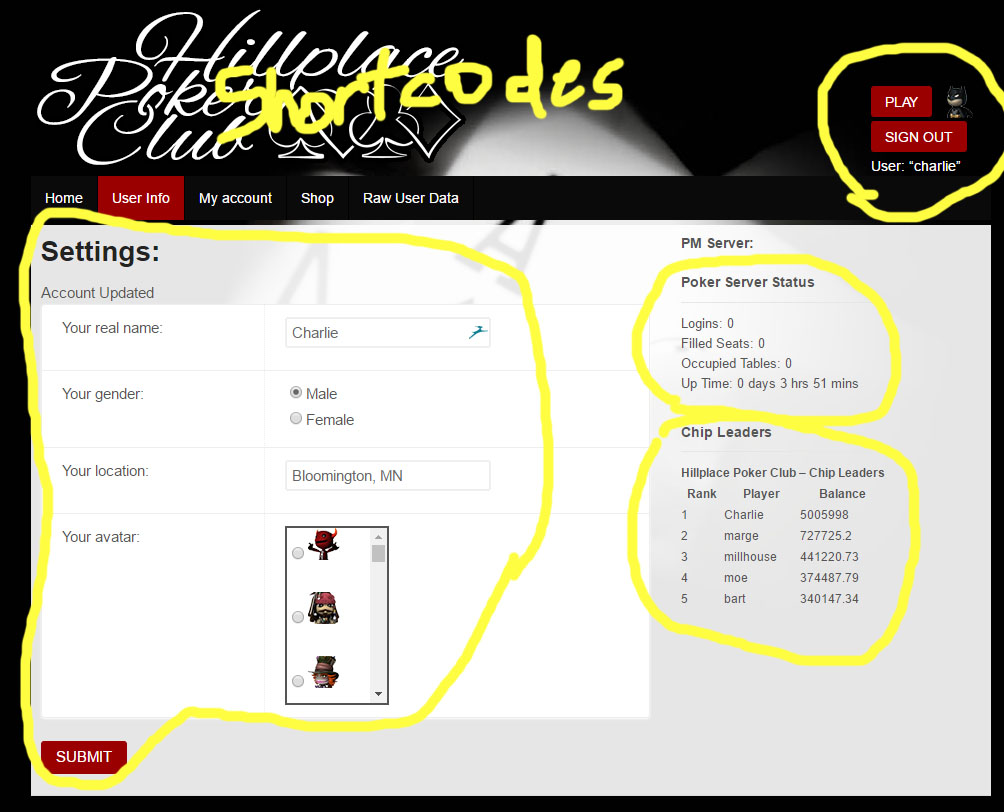 Hillplace
Poker
Club
Shortcodes
PLAY
SIGN OUT
User: “charlie”
Home
User Info
My account
Shop
Raw User Data
Settings:
Account Updated
Your real name:
Charlie
Your gender:
Male
Female
Your location:
Bloomington, MN
Your avatar:
SUBMIT
PM Server:
Poker Server Status
Logins: 0
Filled Seats: 0
Occupied Tables: 0
Up Time: 0 days 3 hrs 51 mins
Chip Leaders
Hillplace Poker Club – Chip Leaders
Rank Player Balance
1 Charlie 5005998
2 marge 727725.2
3 millhouse 441220.73
4 moe 374487.79
5 bart 340147.34